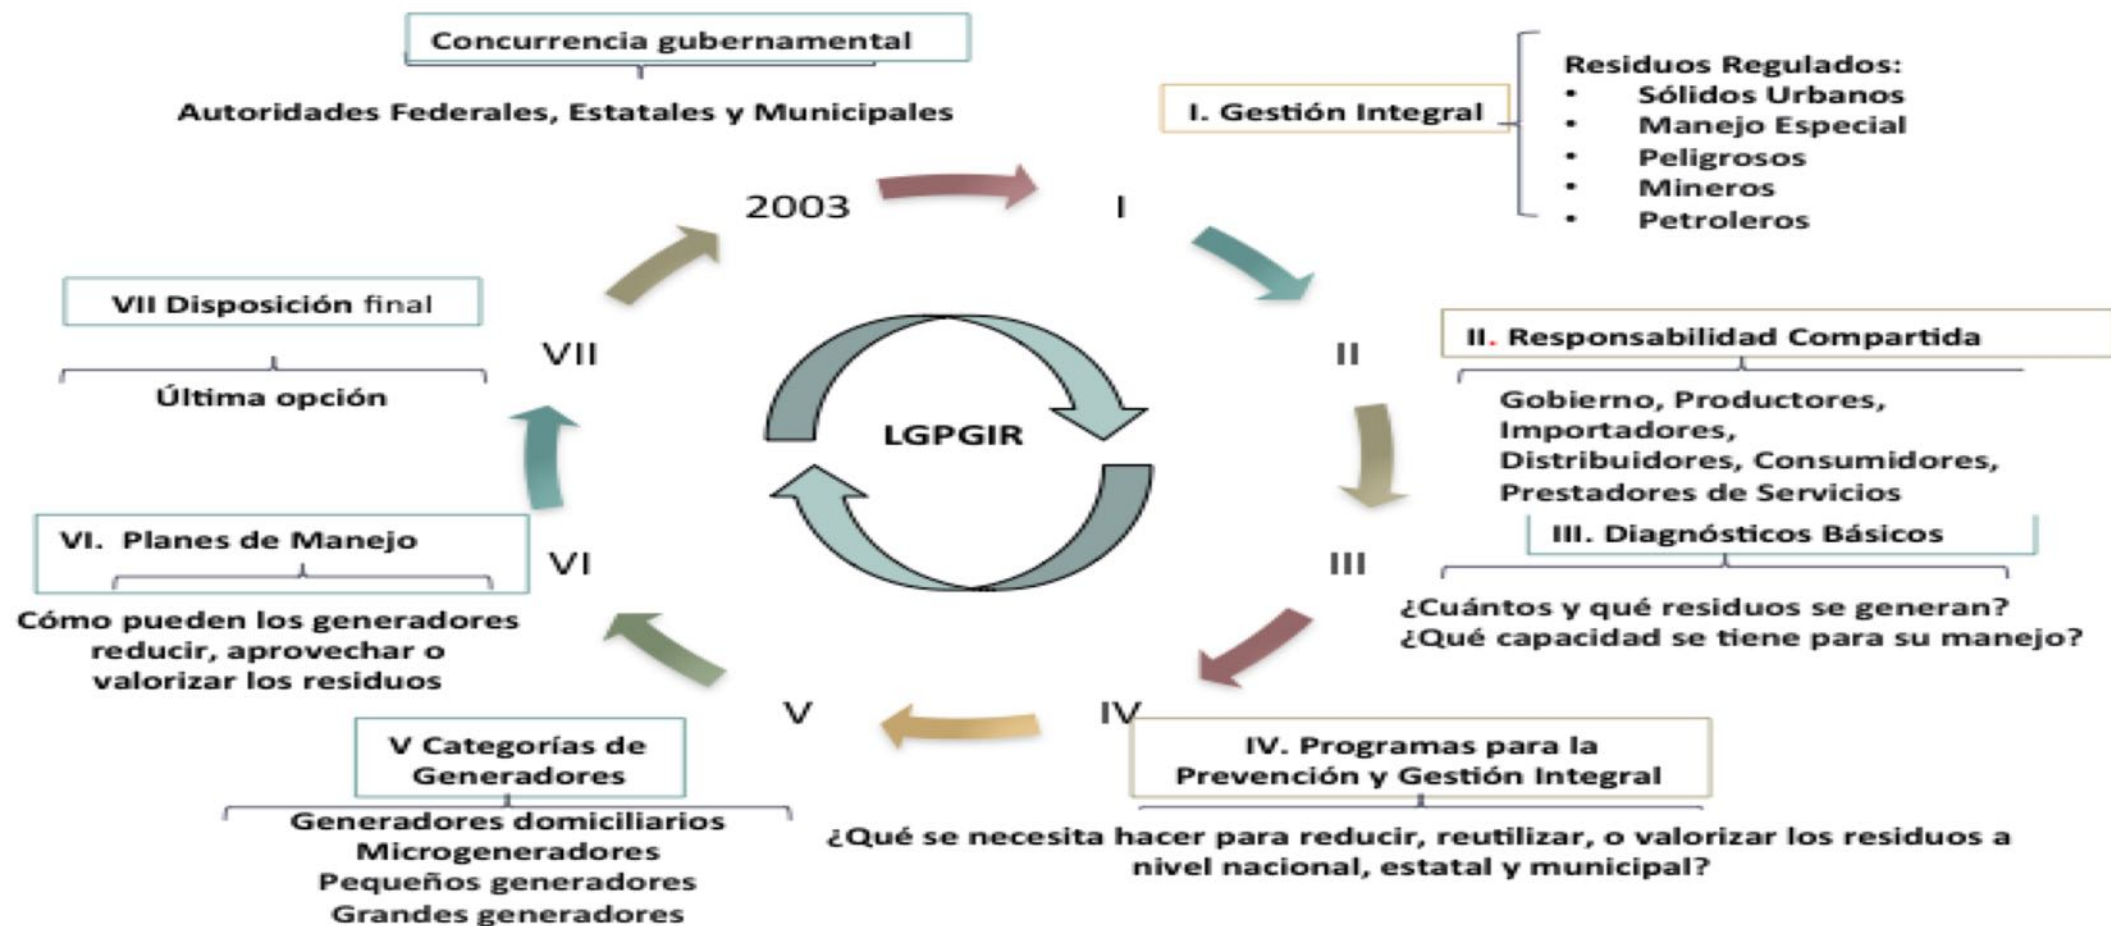 Concurrencia gubernamental
Autoridades Federales, Estatales y Municipales
2003
I
I. Gestión Integral
Residuos Regulados:
• Sólidos Urbanos
• Manejo Especial
• Peligrosos
• Mineros
• Petroleros
II
II. Responsabilidad Compartida
Gobierno, Productores,
Importadores,
Distribuidores, Consumidores,
Prestadores de Servicios
III
III. Diagnósticos Básicos
¿Cuántos y qué residuos se generan?
¿Qué capacidad se tiene para su manejo?
IV
IV. Programas para la
Prevención y Gestión Integral
¿Qué se necesita hacer para reducir, reutilizar, o valorizar los residuos a
nivel nacional, estatal y municipal?
V
V Categorías de
Generadores
Generadores domiciliarios
Microgeneradores
Pequeños generadores
Grandes generadores
VI
VI. Planes de Manejo
Cómo pueden los generadores
reducir, aprovechar o
valorizar los residuos
VII
VII Disposición final
Última opción
LGPGIR